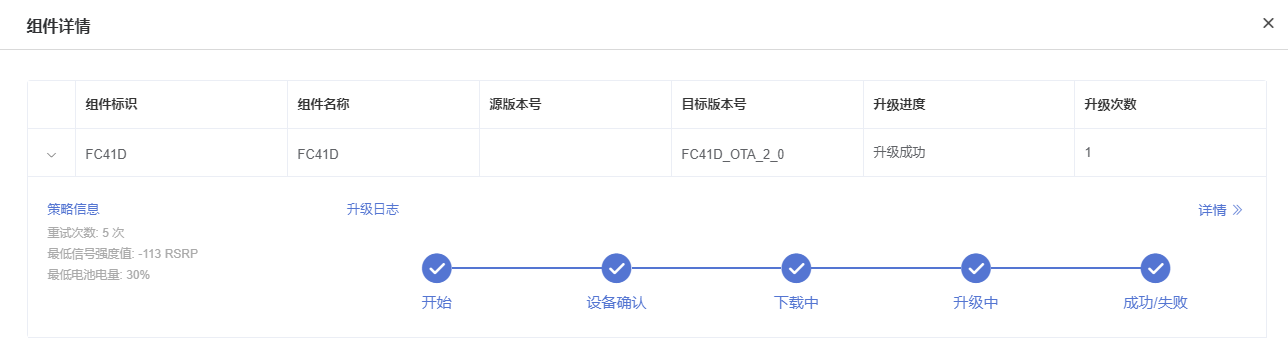 组件详情
组件标识 组件名称 源版本号 目标版本号 升级进度 升级次数
FC41D FC41D FC41D_OTA_2_0 升级成功 1
策略信息 升级日志 详情
重试次数: 5 次
最低信号强度值: -113 RSRP
最低电池电量: 30%
开始 设备确认 下载中 升级中 成功/失败